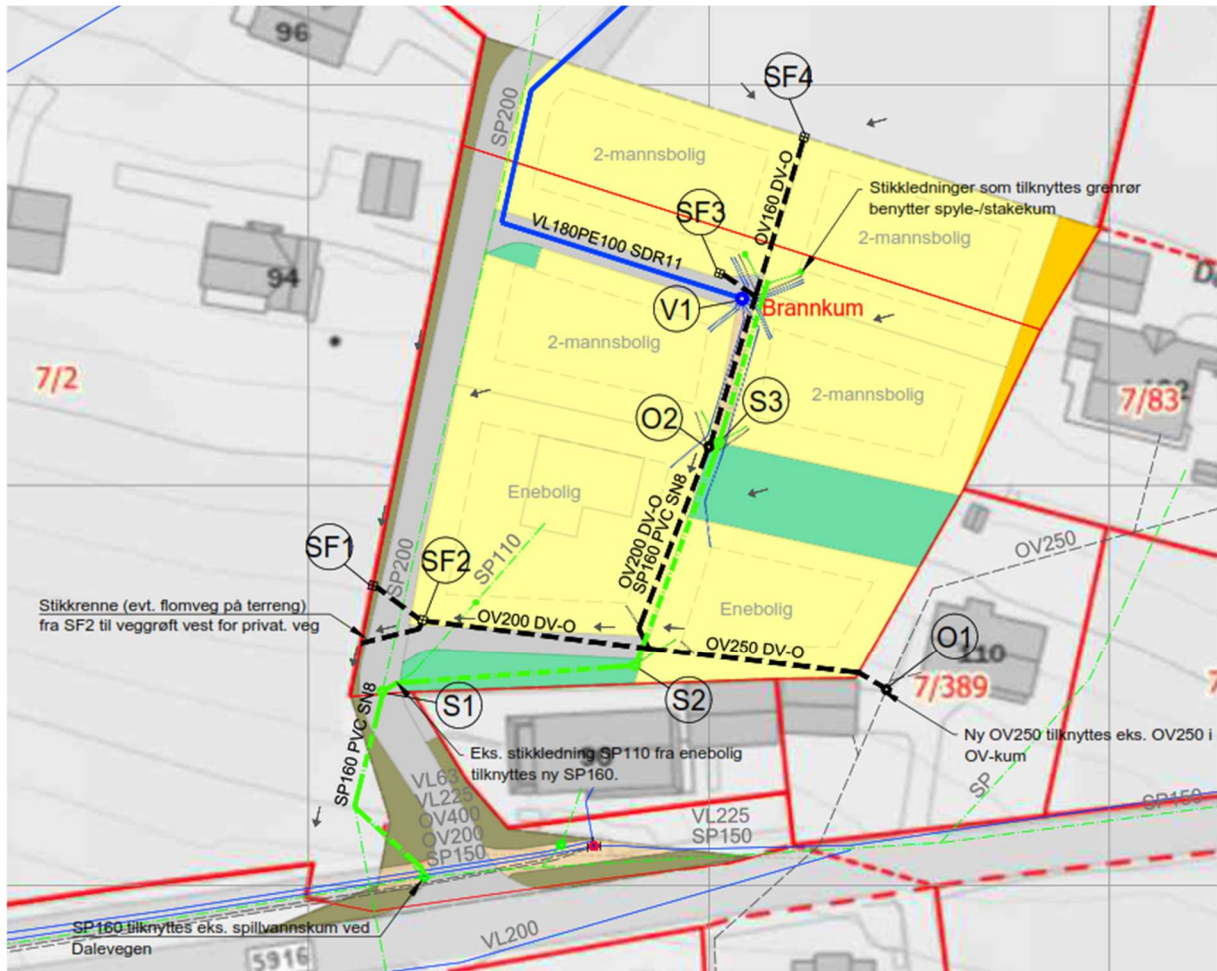 96
SF4
SP200
2-mannsbolig
OV160 DV-O
Stikkledninger som tilknyttes grenrør
benytter spyle-/stakekum
SF3
VL180PE100 SDR11
2-mannsbolig
94
V1
Brannkum
2-mannsbolig
7/2
2-mannsbolig
7/83
S3
O2
Enebolig
OV200 DV-O
SP160 PVC SN8
OV250
SF1
SF2
SP200
SP110
Stikkrenne (evt. flomveg på terreng)
fra SF2 til veggrøft vest for privat. veg
OV200 DV-O
Enebolig
OV250 DV-O
O1
110
7/389
S1
S2
SP160 PVC SN8
Ny OV250 tilknyttes eks. OV250 i
OV-kum
Eks. stikkledning SP110 fra enebolig
tilknyttes ny SP160.
VL63
VL225
OV400
OV200
SP150
VL225
SP150
SP
SP150
SP160 tilknyttes eks. spillvannskum ved
Dalevegen
VL200
5916